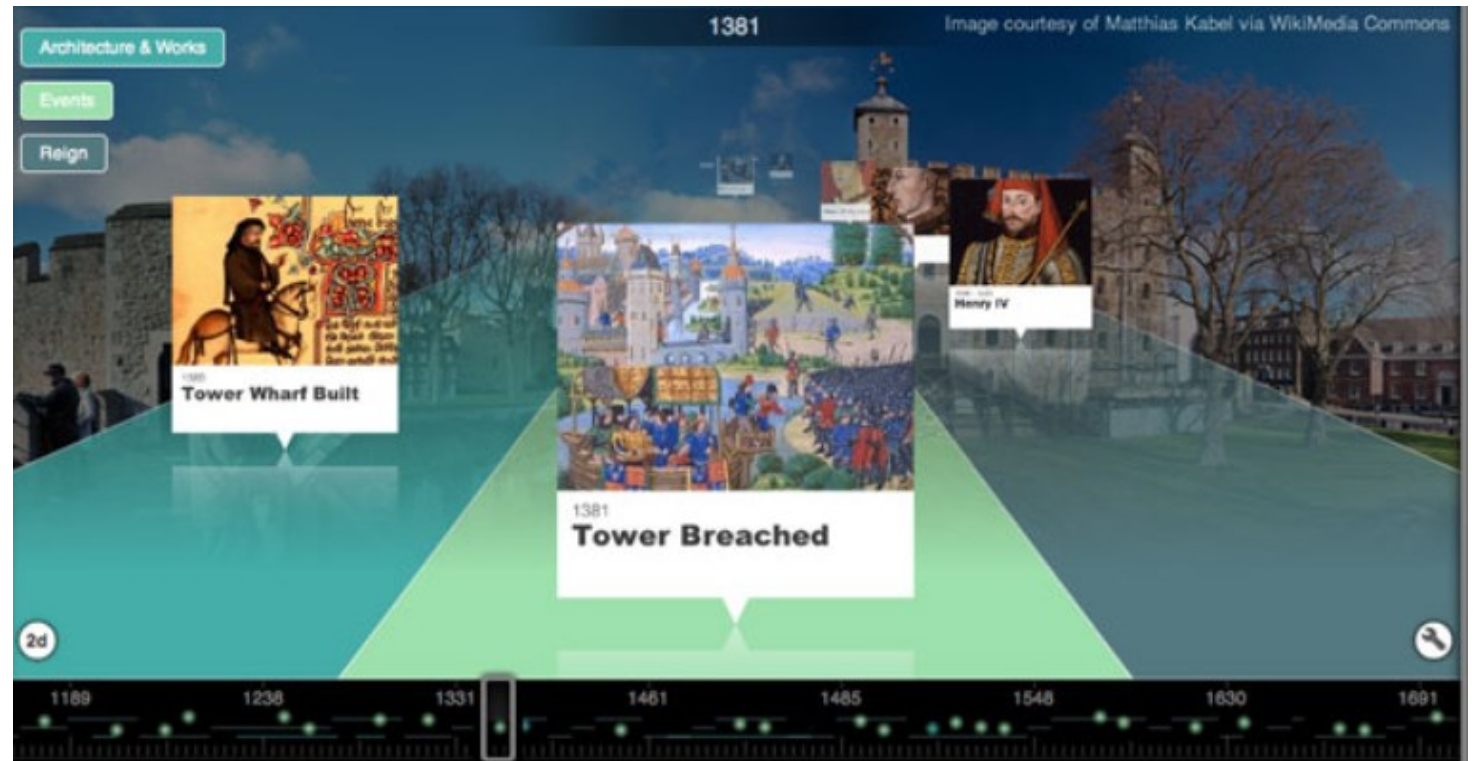 1381
Image courtesy of Matthias Kabel via WikiMedia Commons
Architecture & Works
Events
Reign
Henry IV
Tower Wharf Built
1381
Tower Breached
2d
1189
1238
1331
1461
1485
1548
1630
1691